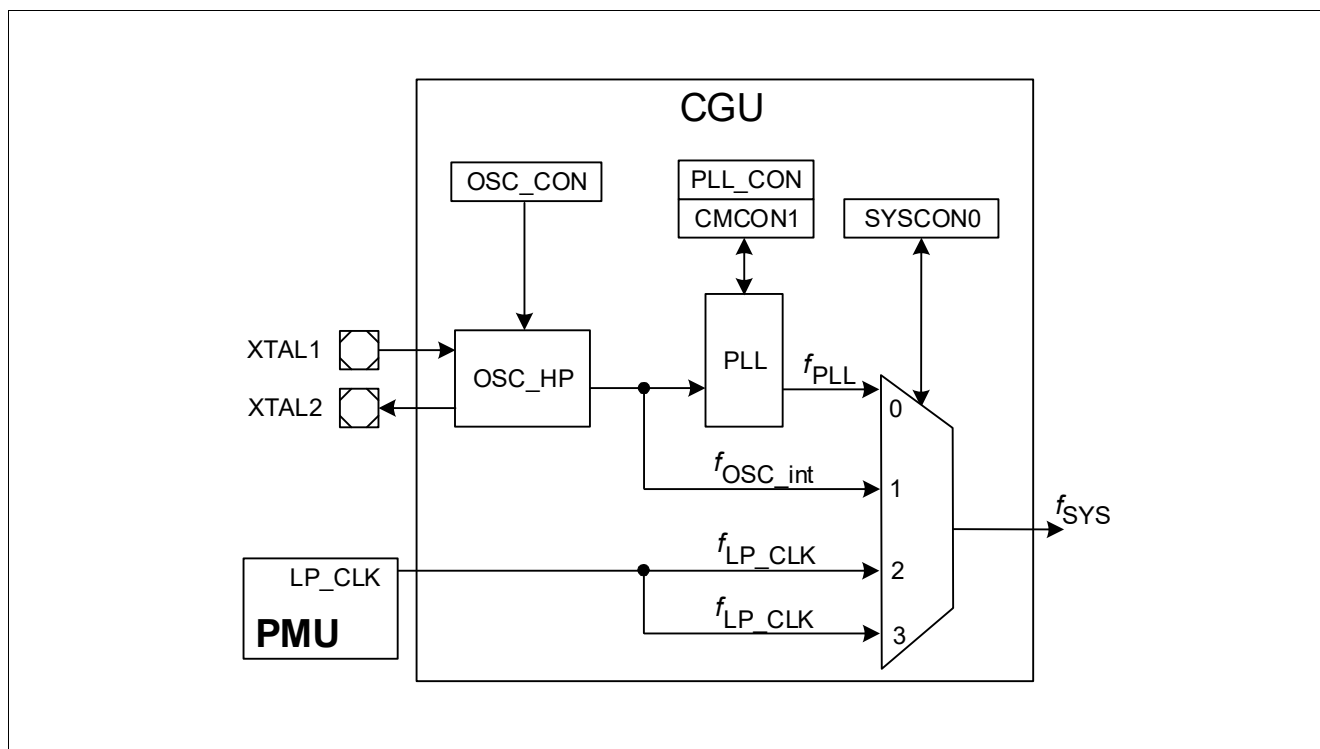 CGU
OSC_CON
PLL_CON
CMCON1
SYSCON0
XTAL1
XTAL2
OSC_HP
PLL
fPLL
0
fOSC_int
1
fSYS
fLP_CLK
2
fLP_CLK
3
LP_CLK
PMU